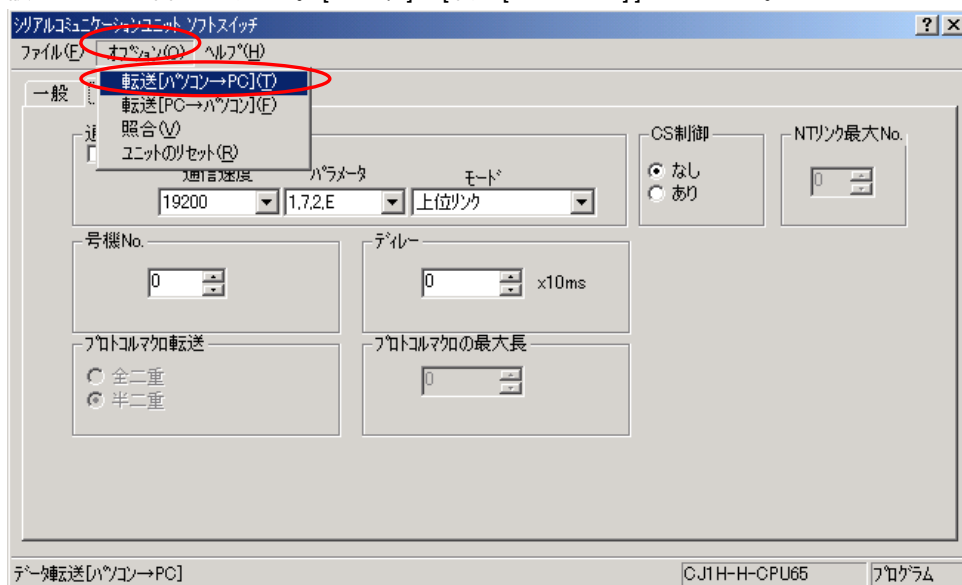 シリアルコミュニケーションユニット ソフトスイッチ
ファイル(F) オプション(O) ヘルプ(H)
転送[パソコン→PC](T)
転送[PC→パソコン](F)
照合(V)
ユニットのリセット(R)
一般
通信速度 パラメータ モード
19200 1,7,2,E 上位リンク
CS制御
なし
あり
NTリンク最大No.
0
号機No.
0
ディレー
0 x10ms
プロトコルマクロ転送
全二重
半二重
プロトコルマクロの最大長
0
データ転送[パソコン→PC] CJ1H-H-CPU65 プログラム